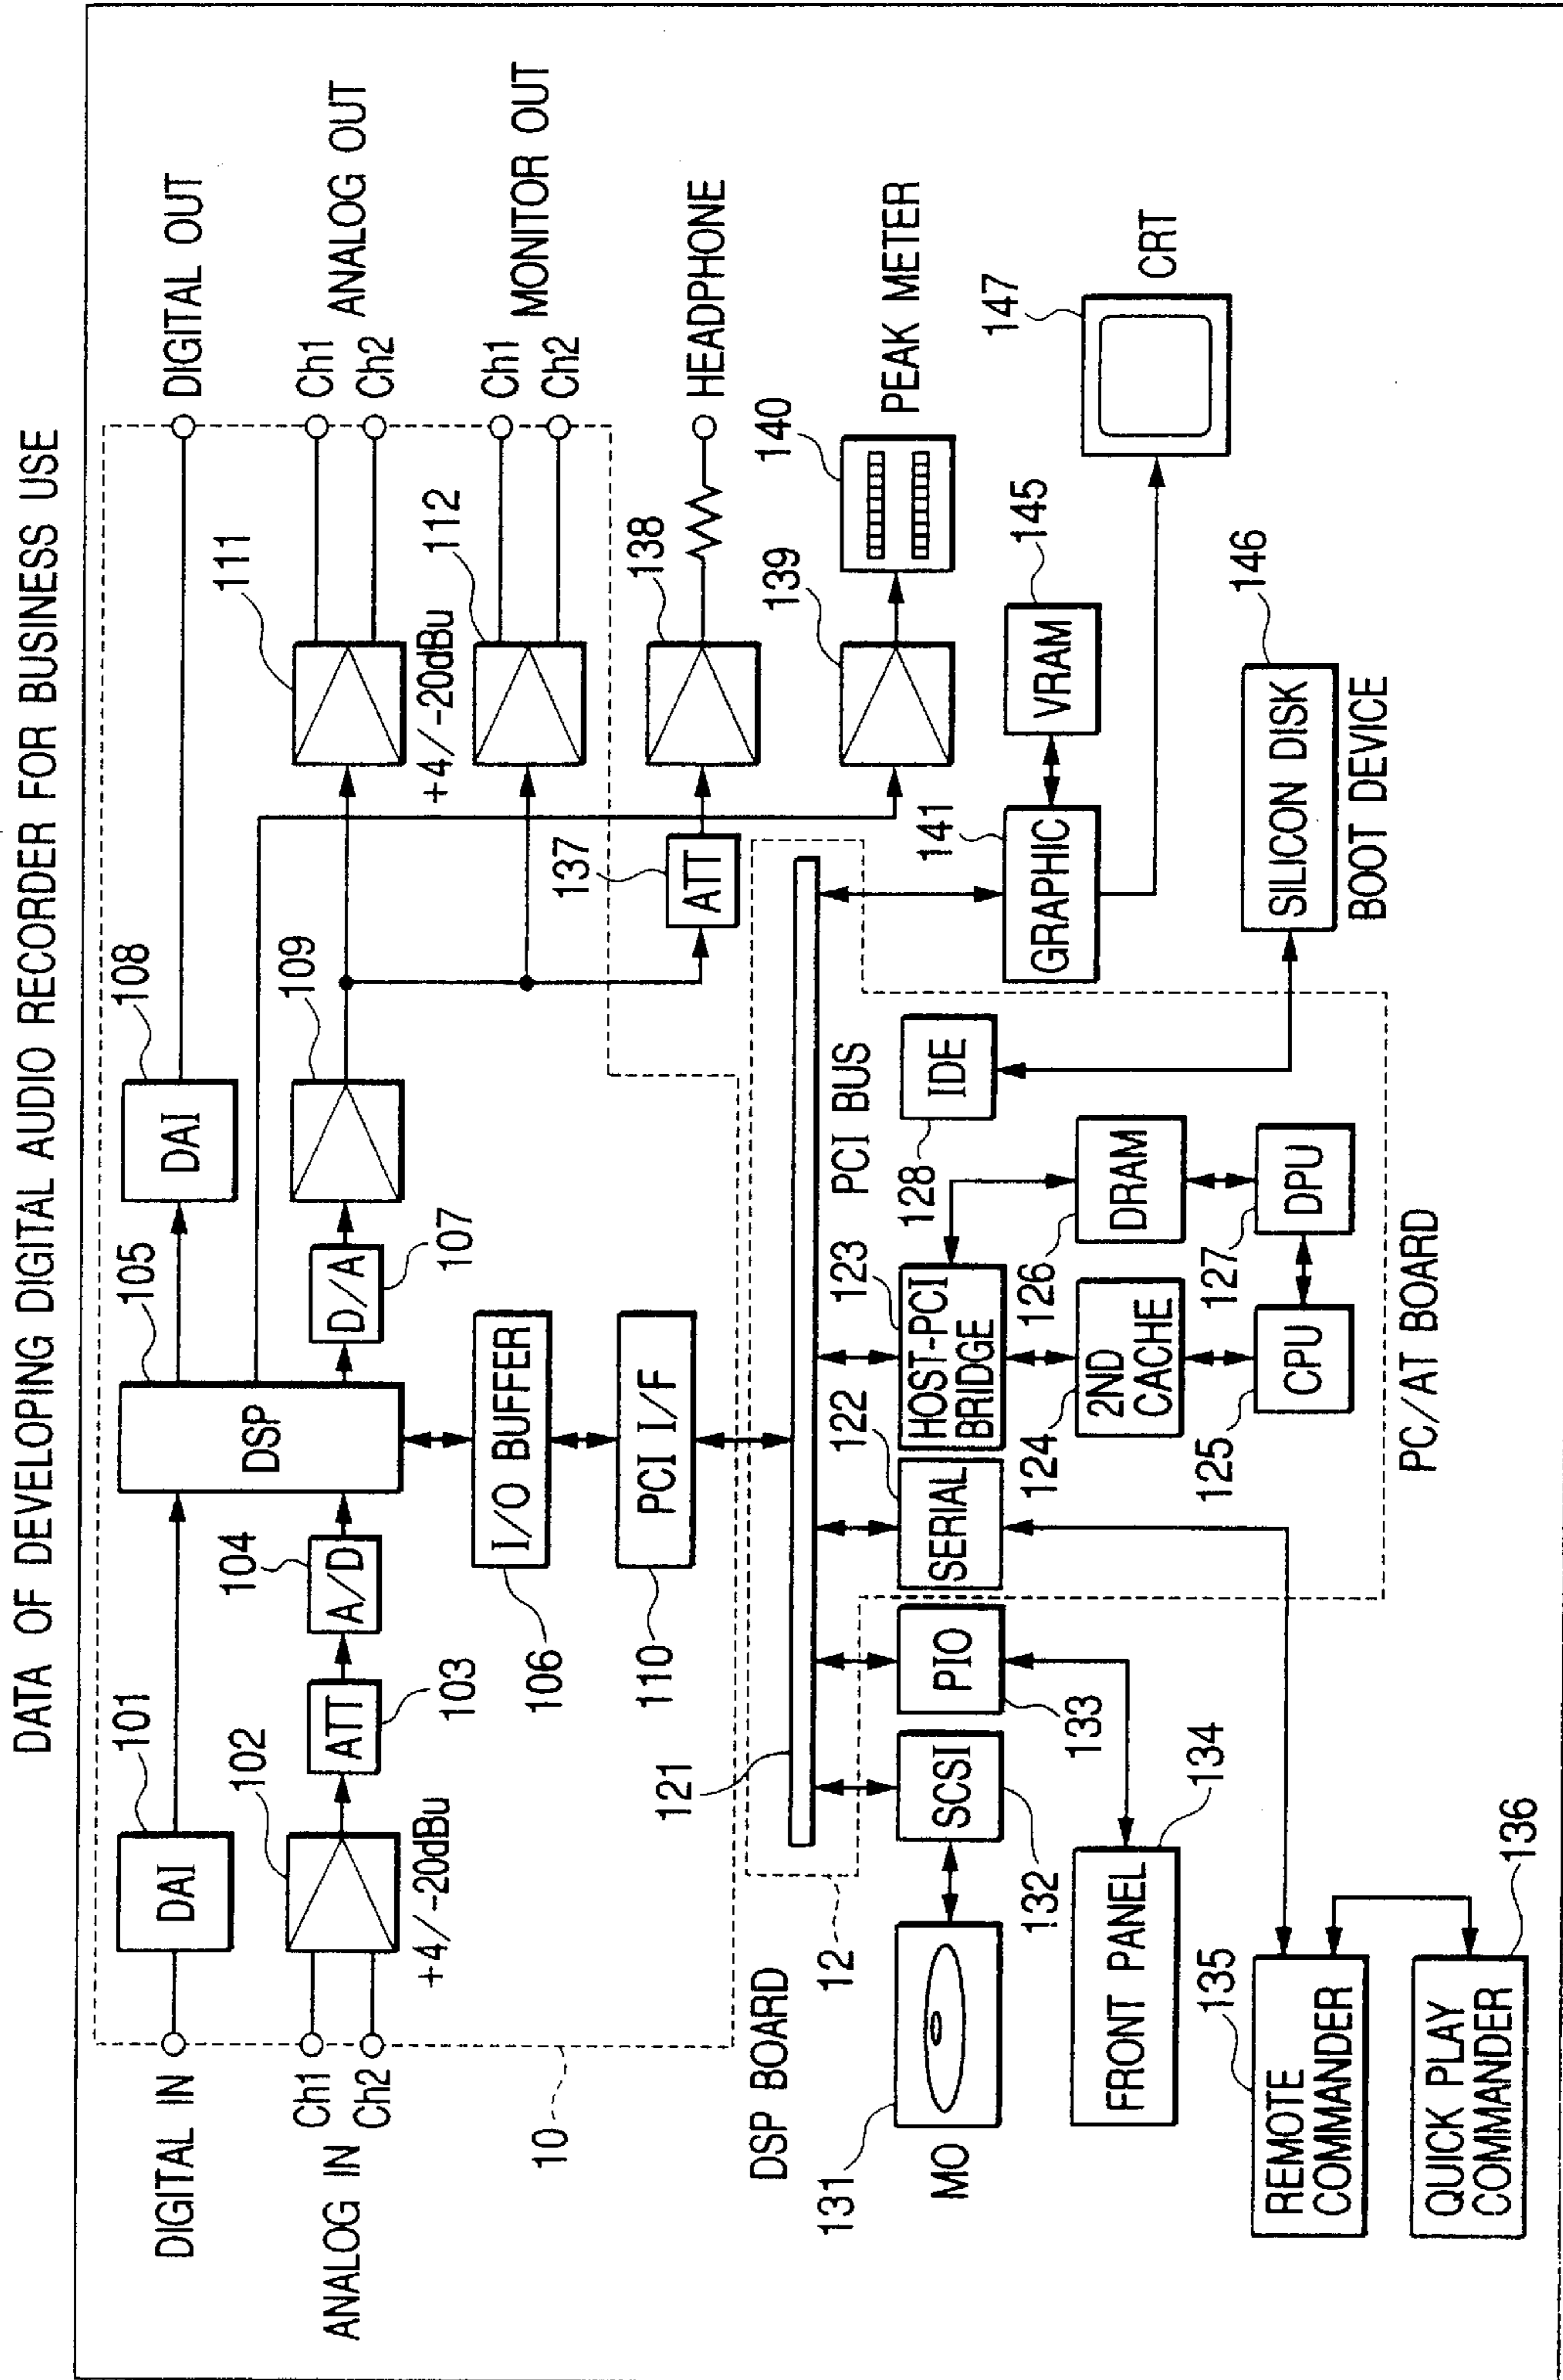 DATA OF DEVELOPING DIGITAL AUDIO RECORDER FOR BUSINESS USE
DIGITAL IN
101
DAI
105
DSP
108
DAI
DIGITAL OUT
ANALOG IN
Ch1
Ch2
102
+4/-20dBu
ATT
103
104
A/D
D/A
107
109
111
Ch1
Ch2
ANALOG OUT
+4/-20dBu
112
Ch1
Ch2
MONITOR OUT
I/O BUFFER
106
PCI I/F
110
10
DSP BOARD
137
ATT
138
HEADPHONE
139
140
PEAK METER
121
12
PCI BUS
131
MO
SCSI
132
PIO
133
122
SERIAL
123
HOST-PCI
BRIDGE
128
IDE
141
GRAPHIC
145
VRAM
147
CRT
FRONT PANEL
134
124
2ND
CACHE
126
DRAM
125
CPU
127
DPU
PC/AT BOARD
146
SILICON DISK
BOOT DEVICE
135
REMOTE
COMMANDER
136
QUICK PLAY
COMMANDER